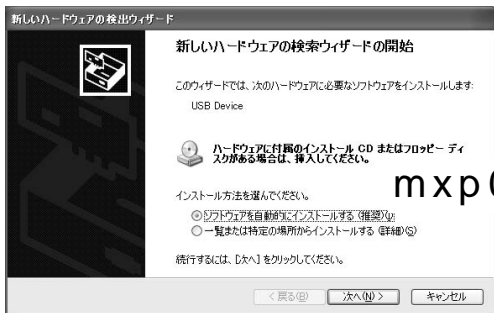 新しいハードウェアの検出ウィザード
新しいハードウェアの検索ウィザードの開始
このウィザードでは、次のハードウェアに必要なソフトウェアをインストールします:
USB Device
ハードウェアに付属のインストール CD またはフロッピー ディ
スクがある場合は、挿入してください。
インストール方法を選んでください。
mxp
ソフトウェアを自動的にインストールする (推奨)(I)
一覧または特定の場所からインストールする (詳細)(S)
続行するには、[次へ] をクリックしてください。
< 戻る(B) 次へ(N) > キャンセル